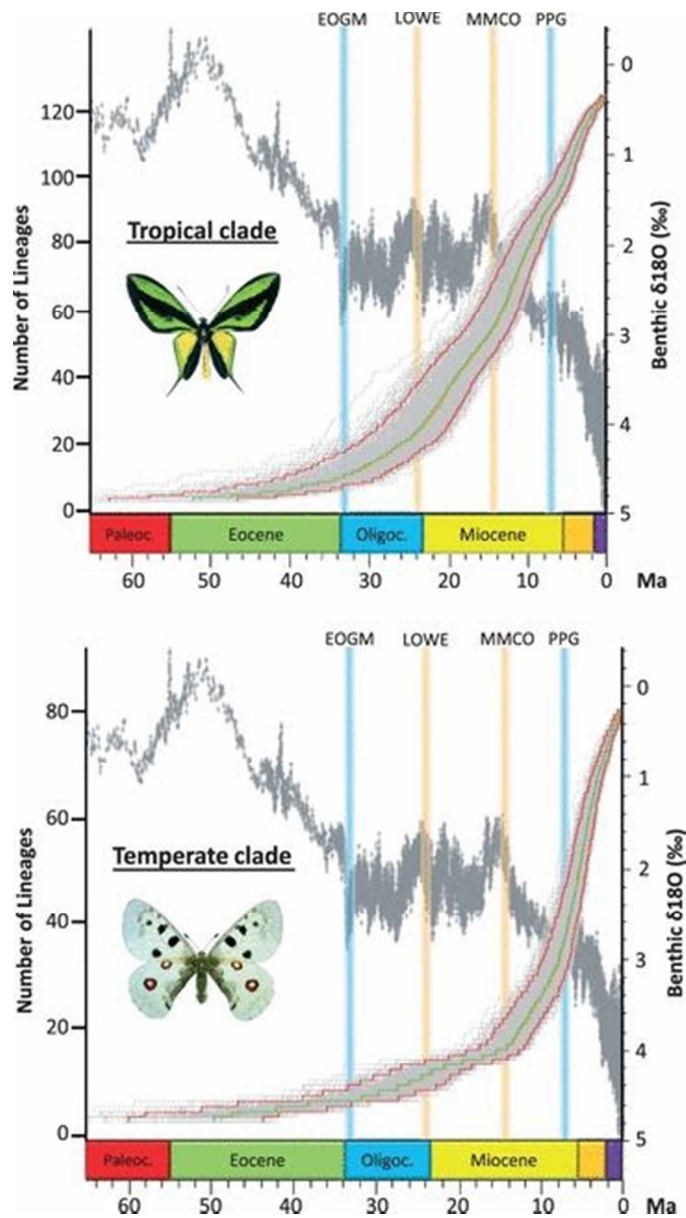 EOGM LOWE MMCO PPG
Number of Lineages
120
100
80
60
40
20
0
Tropical clade
0
1
2
3
4
5
Benthic δ18O (‰)
Paleoc. Eocene Oligoc. Miocene
60 50 40 30 20 10 0 Ma
EOGM LOWE MMCO PPG
Number of Lineages
80
60
40
20
0
Temperate clade
0
1
2
3
4
5
Benthic δ18O (‰)
Paleoc. Eocene Oligoc. Miocene
60 50 40 30 20 10 0 Ma